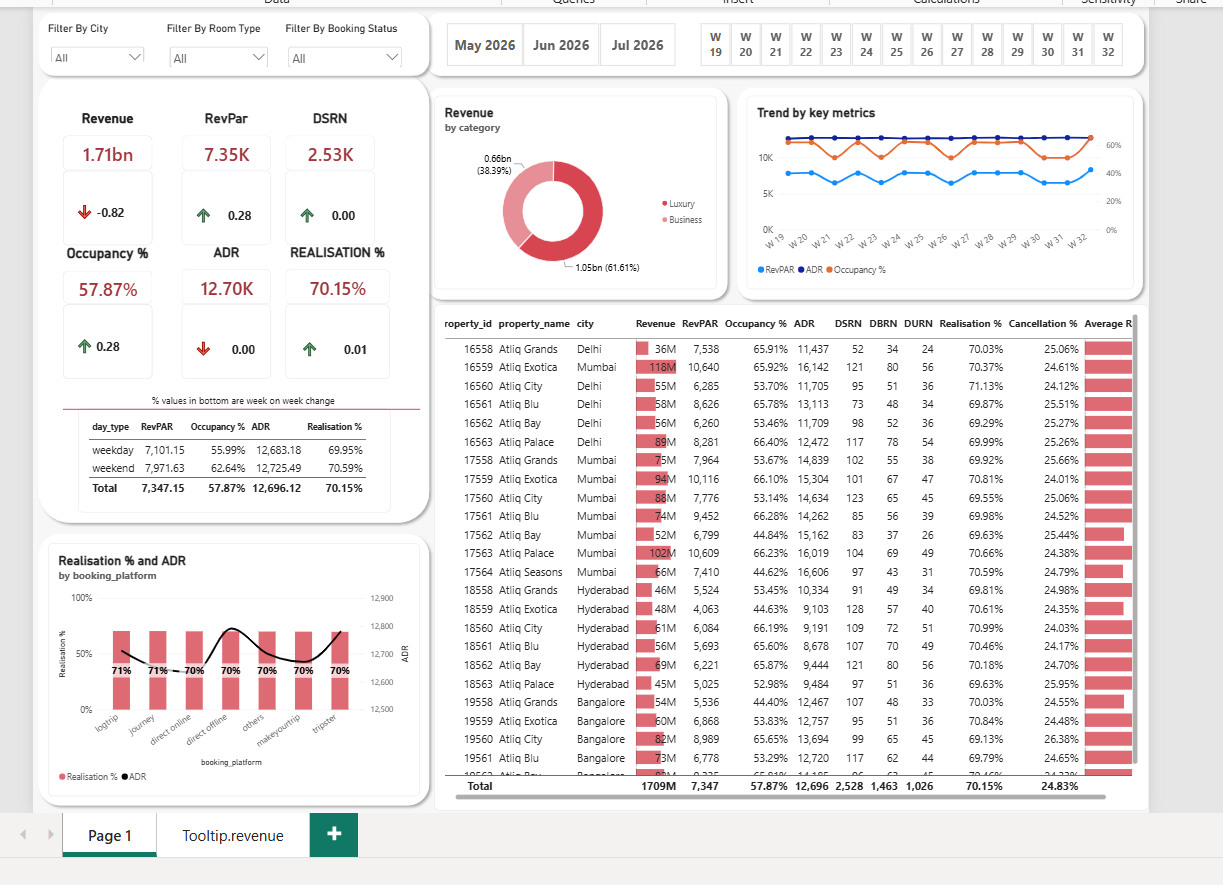 Data Queries Insert Calculations Sensitivity Share
Filter By City Filter By Room Type Filter By Booking Status
All All All
May 2026 Jun 2026 Jul 2026
W 19 W 20 W 21 W 22 W 23 W 24 W 25 W 26 W 27 W 28 W 29 W 30 W 31 W 32
Revenue RevPar DSRN
1.71bn 7.35K 2.53K
-0.82 0.28 0.00
Occupancy % ADR REALISATION %
57.87% 12.70K 70.15%
0.28 0.00 0.01
% values in bottom are week on week change
day_type RevPAR Occupancy % ADR Realisation %
weekday 7,101.15 55.99% 12,683.18 69.95%
weekend 7,971.63 62.64% 12,725.49 70.59%
Total 7,347.15 57.87% 12,696.12 70.15%
Realisation % and ADR
by booking_platform
100% 12,900
12,800
50% 12,700
12,600
0% 12,500
Realisation %
ADR
71% 71% 70% 70% 70% 70% 70%
logtrip journey direct online direct offline others makeyourtrip tripster
booking_platform
Realisation % ADR
Revenue
by category
0.66bn
(38.39%)
1.05bn (61.61%)
Luxury
Business
Trend by key metrics
10K
5K
0K
60%
40%
20%
0%
W 19 W 20 W 21 W 22 W 23 W 24 W 25 W 26 W 27 W 28 W 29 W 30 W 31 W 32
RevPAR ADR Occupancy %
roperty_id property_name city Revenue RevPAR Occupancy % ADR DSRN DBRN DURN Realisation % Cancellation % Average R
16558 Atliq Grands Delhi 36M 7,538 65.91% 11,437 52 34 24 70.03% 25.06%
16559 Atliq Exotica Mumbai 118M 10,640 65.92% 16,142 121 80 56 70.37% 24.61%
16560 Atliq City Delhi 55M 6,285 53.70% 11,705 95 51 36 71.13% 24.12%
16561 Atliq Blu Delhi 58M 8,626 65.78% 13,113 73 48 34 69.87% 25.51%
16562 Atliq Bay Delhi 56M 6,260 53.46% 11,709 98 52 36 69.29% 25.27%
16563 Atliq Palace Delhi 89M 8,281 66.40% 12,472 117 78 54 69.99% 25.26%
17558 Atliq Grands Mumbai 75M 7,964 53.67% 14,839 102 55 38 69.92% 25.66%
17559 Atliq Exotica Mumbai 94M 10,116 66.10% 15,304 101 67 47 70.81% 24.01%
17560 Atliq City Mumbai 88M 7,776 53.14% 14,634 123 65 45 69.55% 25.06%
17561 Atliq Blu Mumbai 74M 9,452 66.28% 14,262 85 56 39 69.98% 24.52%
17562 Atliq Bay Mumbai 52M 6,799 44.84% 15,162 83 37 26 69.63% 25.44%
17563 Atliq Palace Mumbai 102M 10,609 66.23% 16,019 104 69 49 70.66% 24.38%
17564 Atliq Seasons Mumbai 66M 7,410 44.62% 16,606 97 43 31 70.59% 24.79%
18558 Atliq Grands Hyderabad 46M 5,524 53.45% 10,334 91 49 34 69.81% 24.98%
18559 Atliq Exotica Hyderabad 48M 4,063 44.63% 9,103 128 57 40 70.61% 24.35%
18560 Atliq City Hyderabad 61M 6,084 66.19% 9,191 109 72 51 70.99% 24.03%
18561 Atliq Blu Hyderabad 56M 5,693 65.60% 8,678 107 70 49 70.46% 24.17%
18562 Atliq Bay Hyderabad 69M 6,221 65.87% 9,444 121 80 56 70.18% 24.70%
18563 Atliq Palace Hyderabad 45M 5,025 52.98% 9,484 97 51 36 69.63% 25.95%
19558 Atliq Grands Bangalore 54M 5,536 44.40% 12,467 107 48 33 70.03% 24.55%
19559 Atliq Exotica Bangalore 60M 6,868 53.83% 12,757 95 51 36 70.84% 24.48%
19560 Atliq City Bangalore 82M 8,989 65.65% 13,694 99 65 45 69.13% 26.38%
19561 Atliq Blu Bangalore 73M 6,778 53.29% 12,720 117 62 44 69.79% 24.65%
Total 1709M 7,347 57.87% 12,696 2,528 1,463 1,026 70.15% 24.83%
Page 1 Tooltip.revenue +